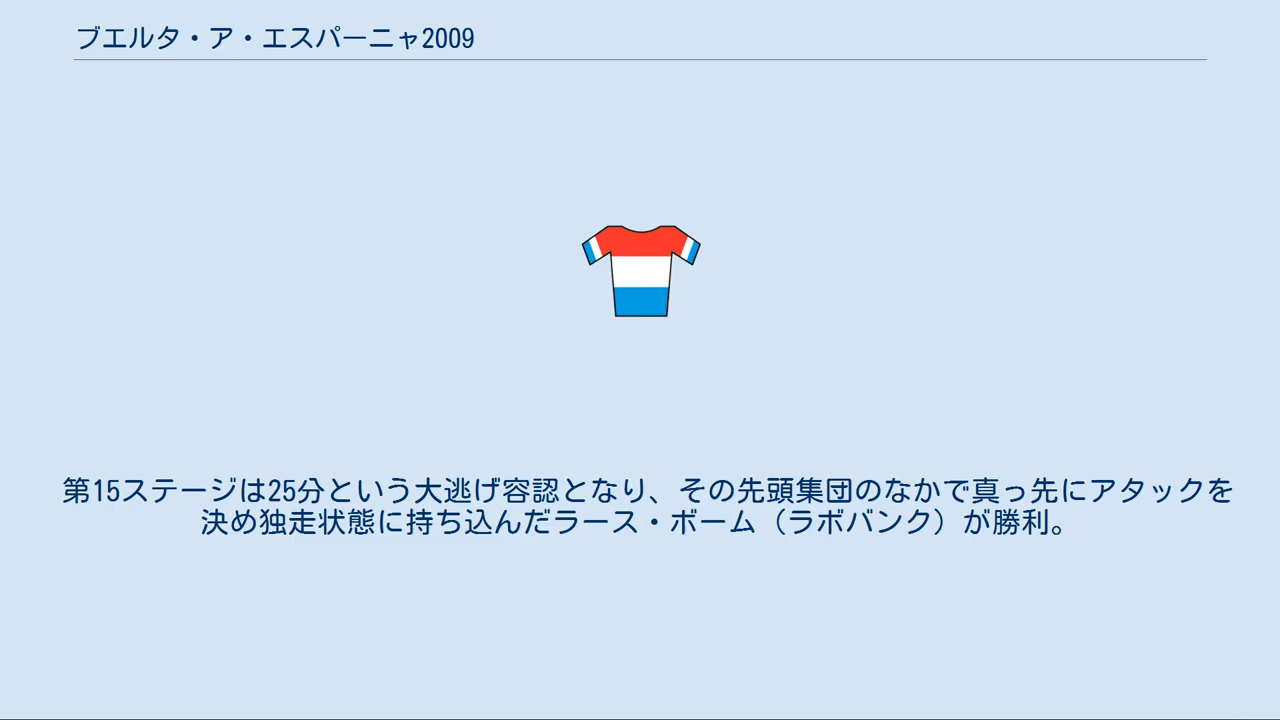 ブエルタ・ア・エスパーニャ2009
第15ステージは25分という大逃げ容認となり、その先頭集団のなかで真っ先にアタックを
決め独走状態に持ち込んだラース・ボーム（ラボバンク）が勝利。